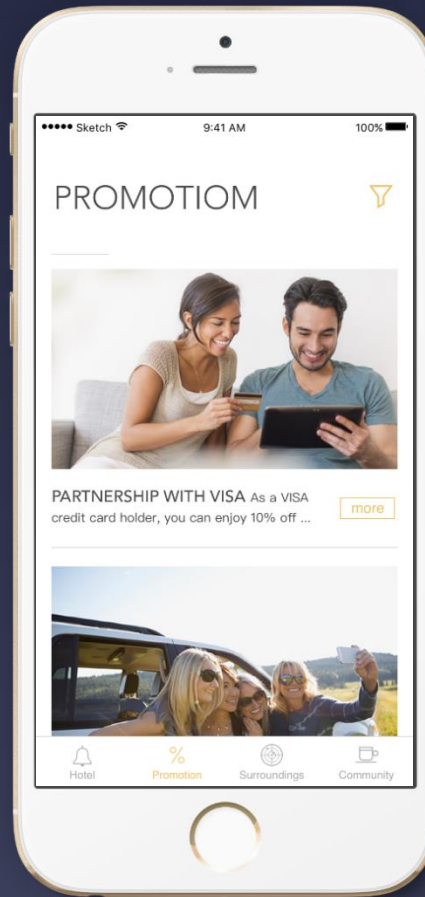 Sketch 9:41 AM 100%
PROMOTIOM
PARTNERSHIP WITH VISA As a VISA
credit card holder, you can enjoy 10% off ...
more
Hotel Promotion Surroundings Community